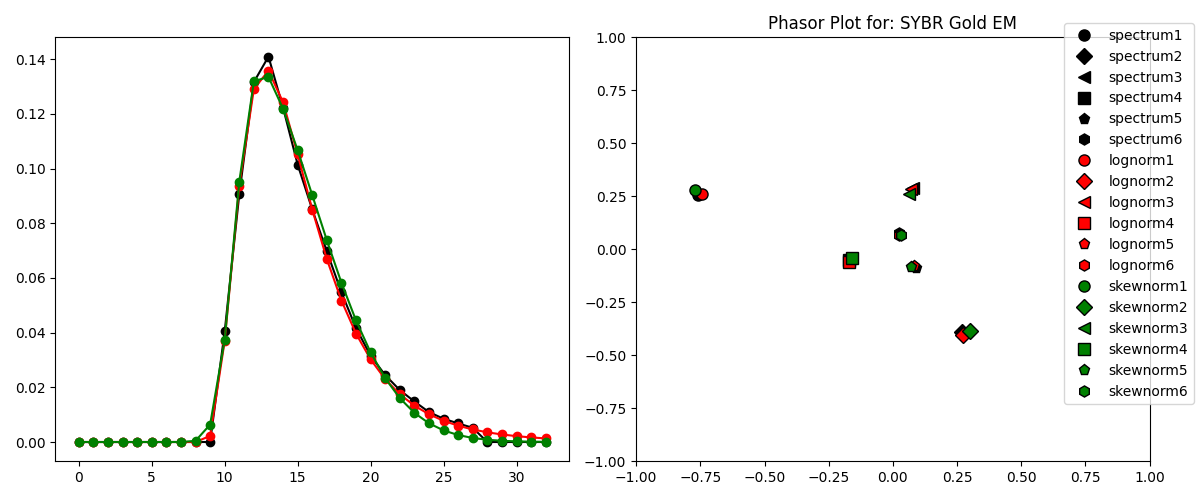 Phasor Plot for: SYBR Gold EM
0.14
0.12
0.10
0.08
0.06
0.04
0.02
0.00
0 5 10 15 20 25 30
1.00
0.75
0.50
0.25
0.00
−0.25
−0.50
−0.75
−1.00
−1.00 −0.75 −0.50 −0.25 0.00 0.25 0.50 0.75 1.00
spectrum1
spectrum2
spectrum3
spectrum4
spectrum5
spectrum6
lognorm1
lognorm2
lognorm3
lognorm4
lognorm5
lognorm6
skewnorm1
skewnorm2
skewnorm3
skewnorm4
skewnorm5
skewnorm6